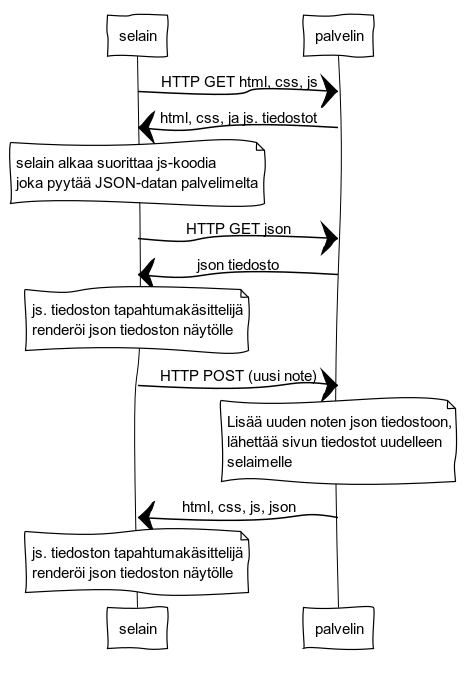 selain
palvelin
HTTP GET html, css, js
html, css, ja js. tiedostot
selain alkaa suorittaa js-koodia
joka pyytää JSON-datan palvelimelta
HTTP GET json
json tiedosto
js. tiedoston tapahtumakäsittelijä
renderöi json tiedoston näytölle
HTTP POST (uusi note)
Lisää uuden noten json tiedostoon,
lähettää sivun tiedostot uudelleen
selaimelle
html, css, js, json
js. tiedoston tapahtumakäsittelijä
renderöi json tiedoston näytölle
selain
palvelin